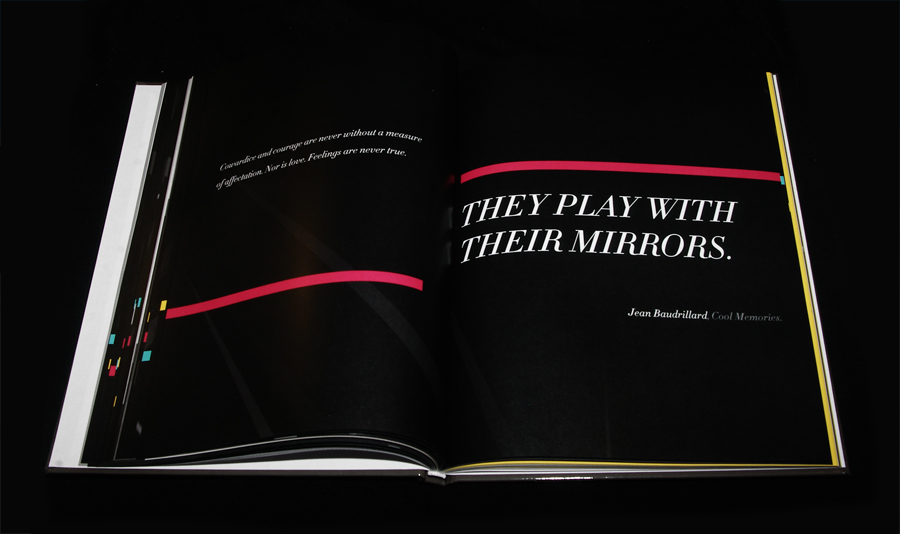 Cowardice and courage are never without a measure
of affectation. Nor is love. Feelings are never true.
THEY PLAY WITH
THEIR MIRRORS.
Jean Baudrillard, Cool Memories.